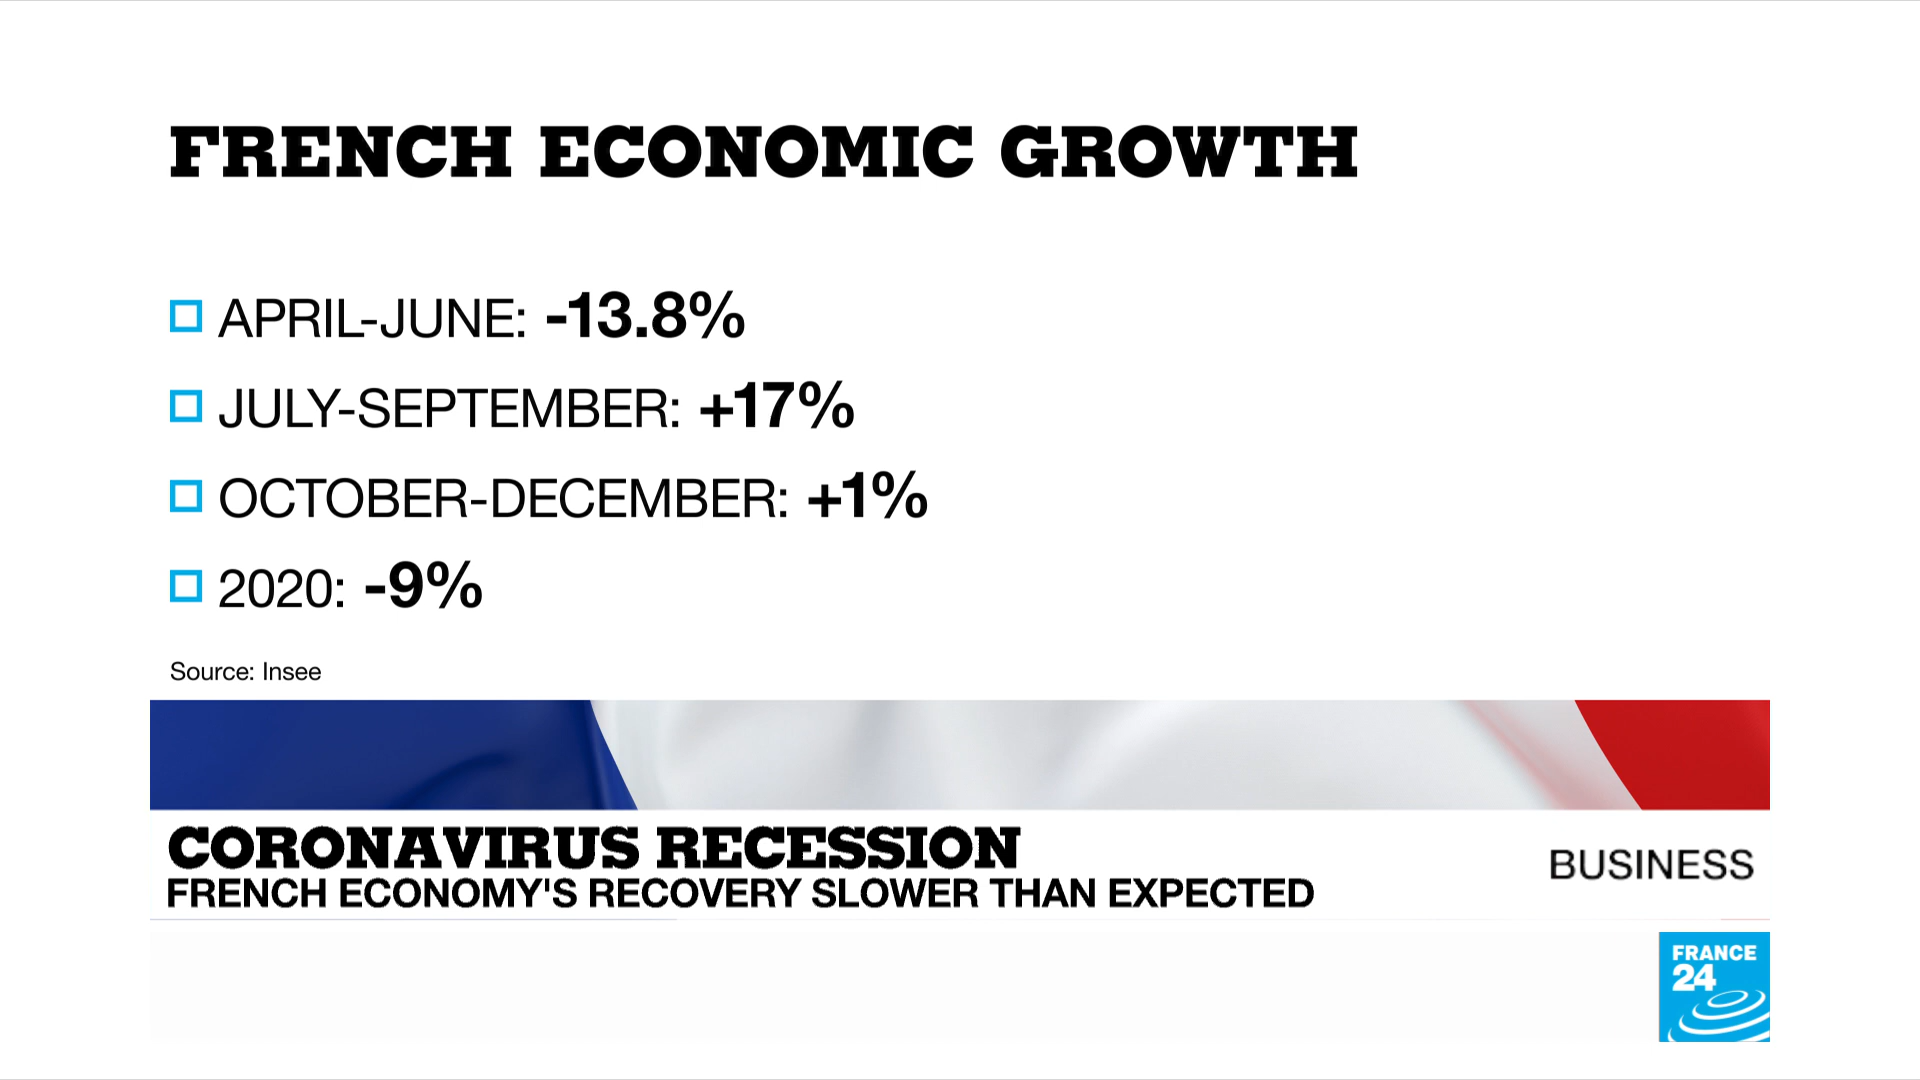 FRENCH ECONOMIC GROWTH
APRIL-JUNE: -13.8%
JULY-SEPTEMBER: +17%
OCTOBER-DECEMBER: +1%
2020: -9%
Source: Insee
CORONAVIRUS RECESSION
FRENCH ECONOMY'S RECOVERY SLOWER THAN EXPECTED
BUSINESS
FRANCE
24